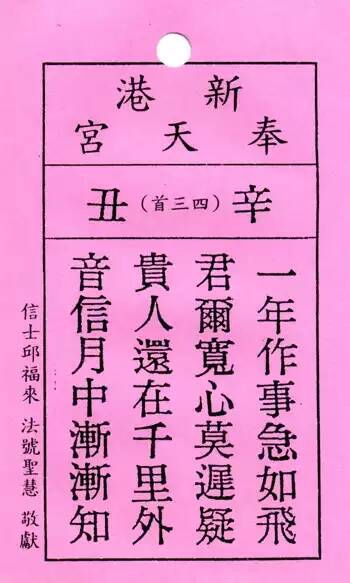 新港
奉天宮
辛（四三首）丑
一年作事急如飛
君爾寬心莫遲疑
貴人還在千里外
音信月中漸漸知
信士邱福來 法號聖慧 敬獻